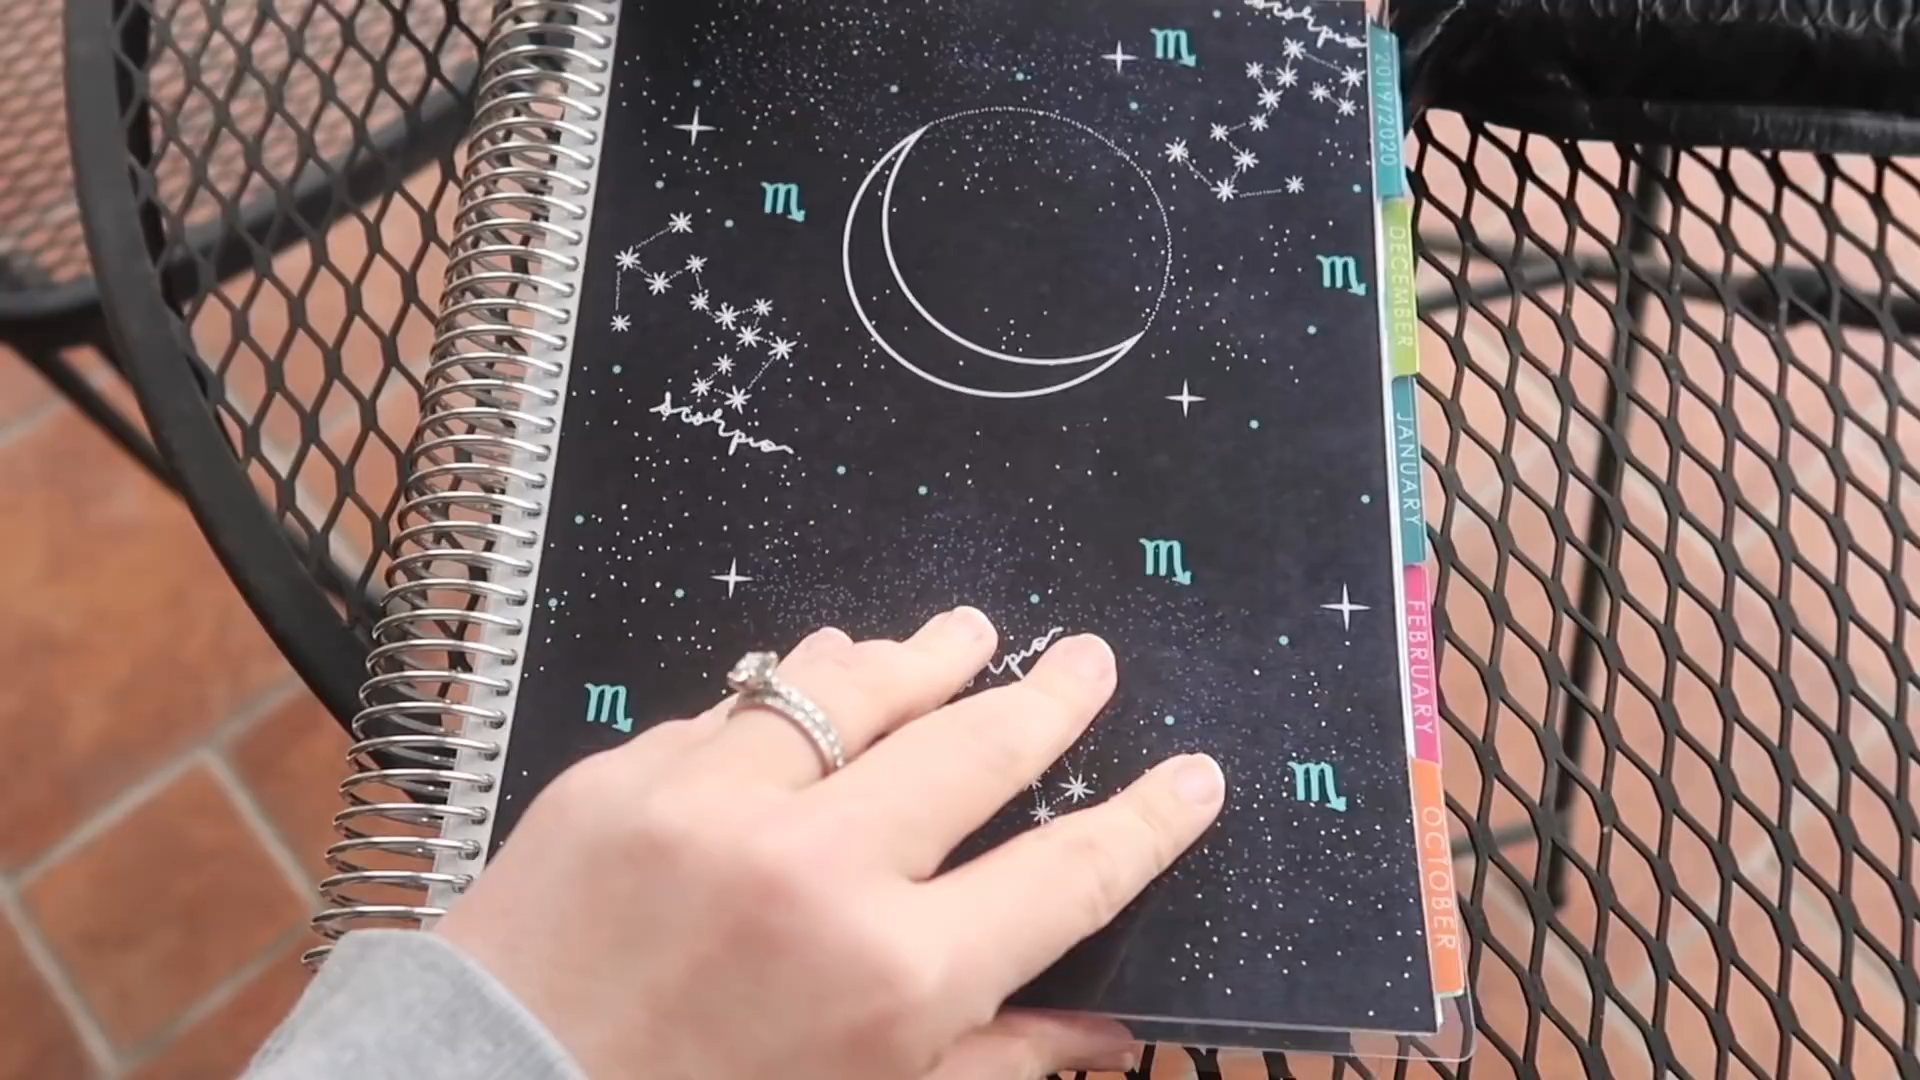 scorpio
2019/2020
DECEMBER
scorpio
JANUARY
FEBRUARY
OCTOBER